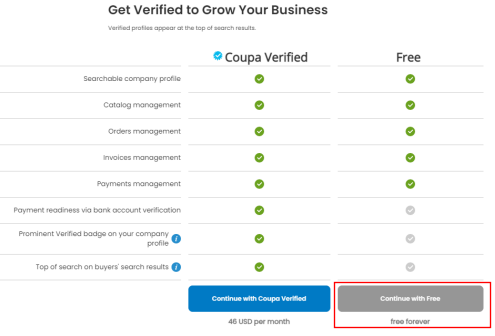 Get Verified to Grow Your Business
Verified profiles appear at the top of search results.
Coupa Verified Free
Searchable company profile
Catalog management
Orders management
Invoices management
Payments management
Payment readiness via bank account verification
Prominent Verified badge on your company
profile
Top of search on buyers' search results
Continue with Coupa Verified Continue with Free
46 USD per month free forever